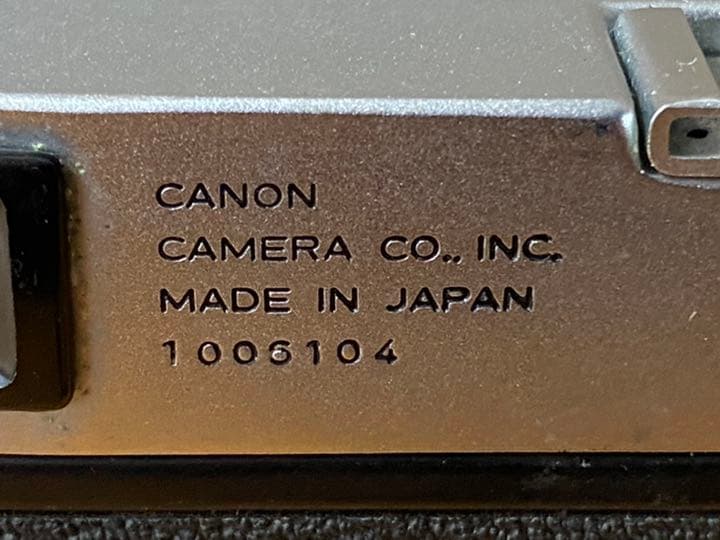 CANON
CAMERA CO., INC.
MADE IN JAPAN
1006104